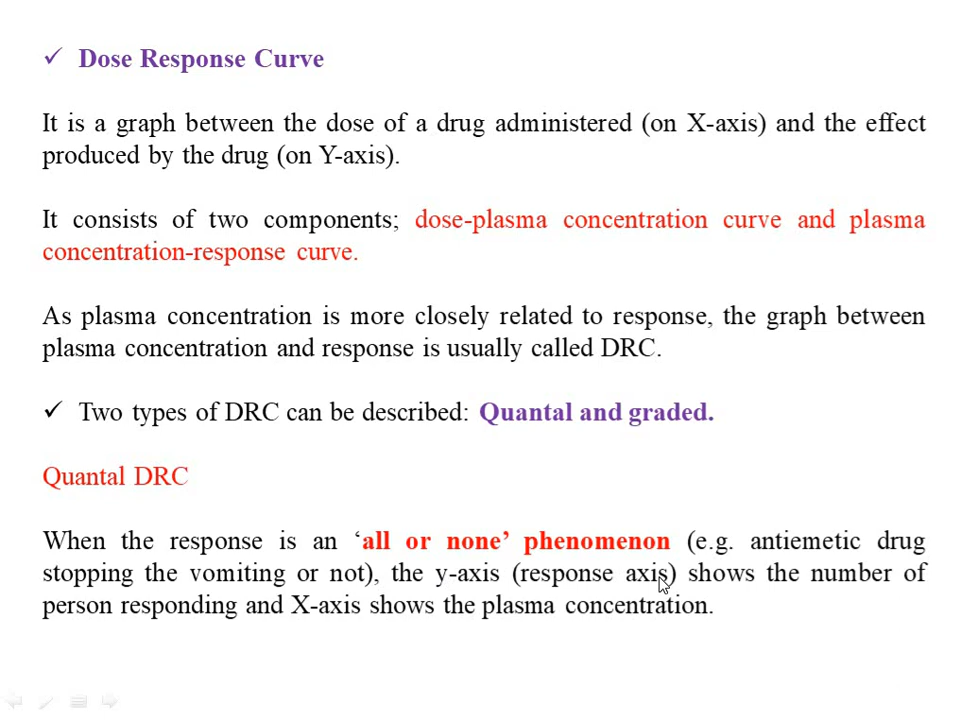 ✓ Dose Response Curve
It is a graph between the dose of a drug administered (on X-axis) and the effect
produced by the drug (on Y-axis).
It consists of two components; dose-plasma concentration curve and plasma
concentration-response curve.
As plasma concentration is more closely related to response, the graph between
plasma concentration and response is usually called DRC.
✓ Two types of DRC can be described: Quantal and graded.
Quantal DRC
When the response is an ‘all or none’ phenomenon (e.g. antiemetic drug
stopping the vomiting or not), the y-axis (response axis) shows the number of
person responding and X-axis shows the plasma concentration.